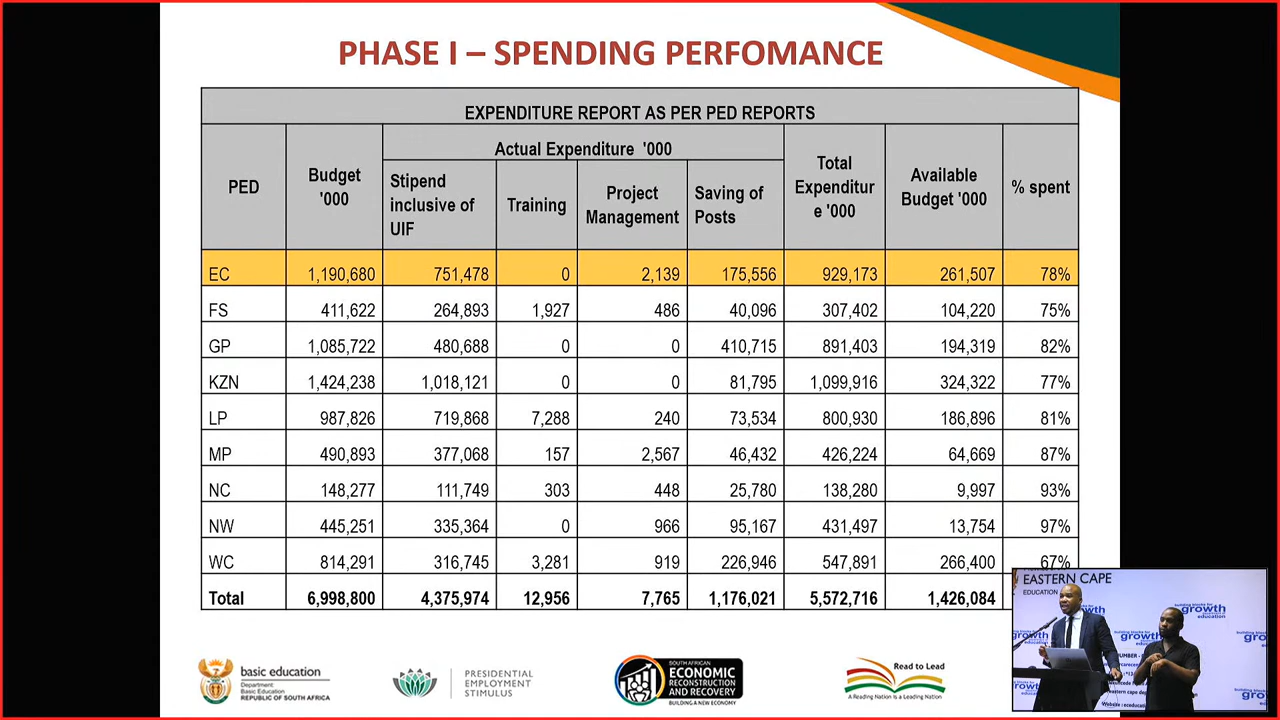 PHASE I – SPENDING PERFOMANCE
EXPENDITURE REPORT AS PER PED REPORTS
PED
Budget '000
Actual Expenditure '000
Stipend inclusive of UIF
Training
Project Management
Saving of Posts
Total Expenditur e '000
Available Budget '000
% spent
EC 1,190,680 751,478 0 2,139 175,556 929,173 261,507 78%
FS 411,622 264,893 1,927 486 40,096 307,402 104,220 75%
GP 1,085,722 480,688 0 0 410,715 891,403 194,319 82%
KZN 1,424,238 1,018,121 0 0 81,795 1,099,916 324,322 77%
LP 987,826 719,868 7,288 240 73,534 800,930 186,896 81%
MP 490,893 377,068 157 2,567 46,432 426,224 64,669 87%
NC 148,277 111,749 303 448 25,780 138,280 9,997 93%
NW 445,251 335,364 0 966 95,167 431,497 13,754 97%
WC 814,291 316,745 3,281 919 226,946 547,891 266,400 67%
Total 6,998,800 4,375,974 12,956 7,765 1,176,021 5,572,716 1,426,084
basic education
Department:
Basic Education
REPUBLIC OF SOUTH AFRICA
PRESIDENTIAL
EMPLOYMENT
STIMULUS
SOUTH AFRICAN
ECONOMIC
RECONSTRUCTION
AND RECOVERY
BUILDING A NEW ECONOMY
Read to Lead
A Reading Nation is a Leading Nation
EASTERN CAPE
EDUCATION
building blocks for
growth
education